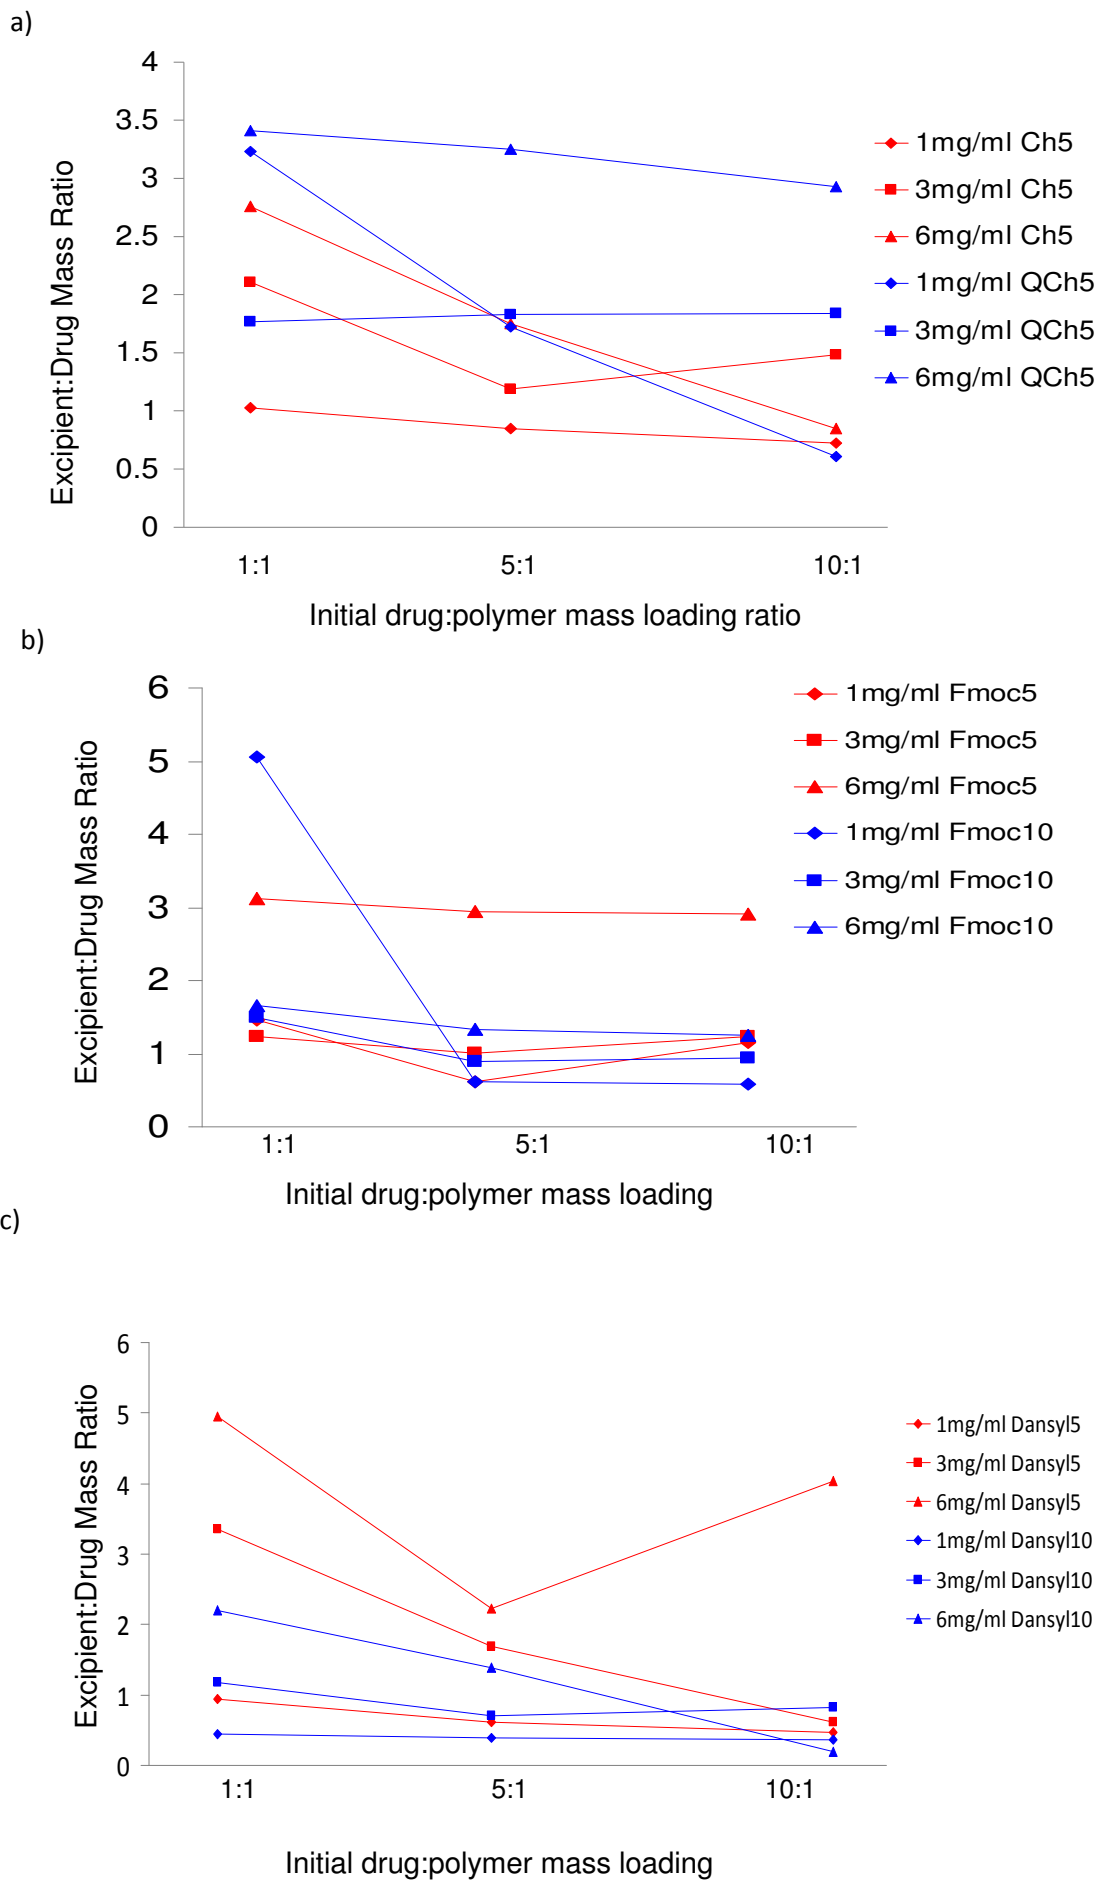 a)
4
3.5
3
2.5
2
1.5
1
0.5
0
Excipient:Drug Mass Ratio
1:1 5:1 10:1
Initial drug:polymer mass loading ratio
1mg/ml Ch5
3mg/ml Ch5
6mg/ml Ch5
1mg/ml QCh5
3mg/ml QCh5
6mg/ml QCh5
b)
6
5
4
3
2
1
0
Excipient:Drug Mass Ratio
1:1 5:1 10:1
Initial drug:polymer mass loading
1mg/ml Fmoc5
3mg/ml Fmoc5
6mg/ml Fmoc5
1mg/ml Fmoc10
3mg/ml Fmoc10
6mg/ml Fmoc10
c)
6
5
4
3
2
1
0
Excipient:Drug Mass Ratio
1:1 5:1 10:1
Initial drug:polymer mass loading
1mg/ml Dansyl5
3mg/ml Dansyl5
6mg/ml Dansyl5
1mg/ml Dansyl10
3mg/ml Dansyl10
6mg/ml Dansyl10